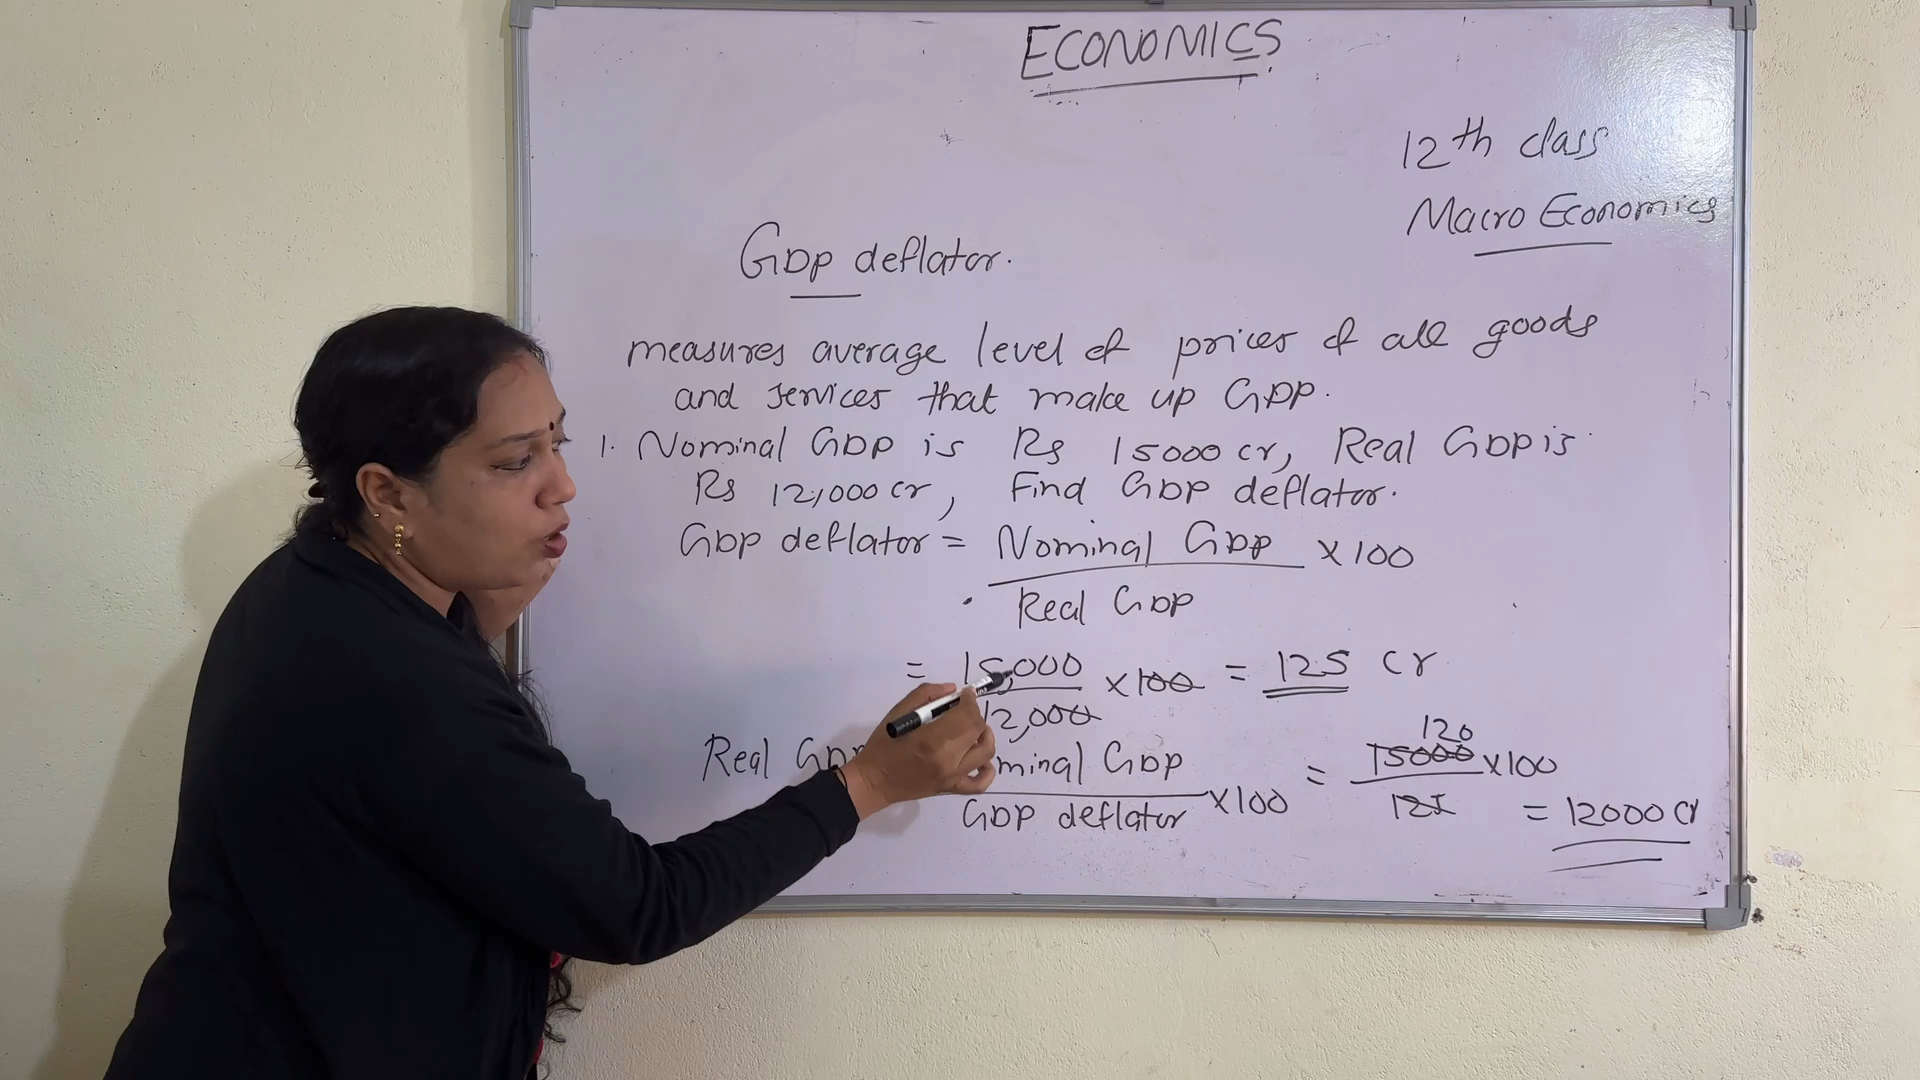 ECONOMICS
12th class
Macro Economics
GDP deflator.
measures average level of prices of all goods
and services that make up GDP.
1. Nominal GDP is Rs 15000 cr, Real GDP is
Rs 12,000 cr, Find GDP deflator.
GDP deflator = Nominal GDP x 100
Real GDP
= 15,000 x100 = 125 cr
12,000
120
Real GDP Nominal GDP = 15000 x100
GDP deflator x100 125 = 12000 cr